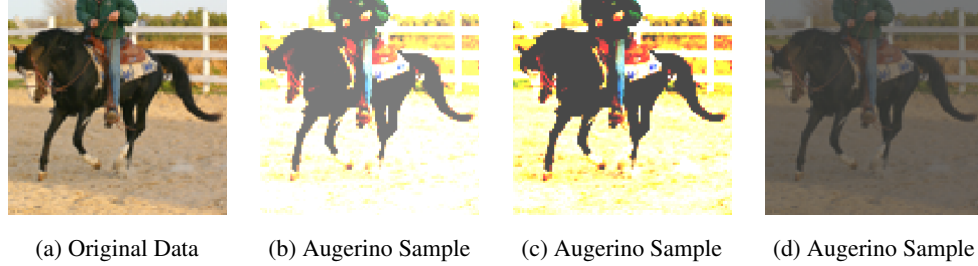 (a) Original Data
(b) Augerino Sample
(c) Augerino Sample
(d) Augerino Sample